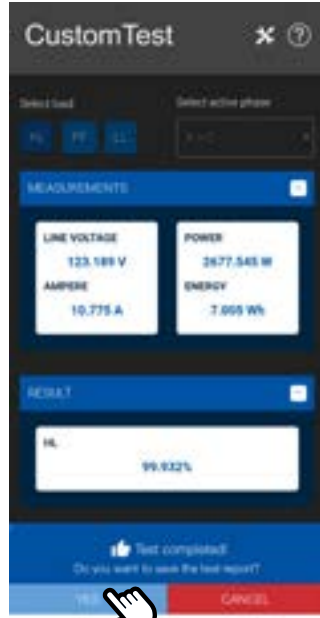 CustomTest
Select load
Select active phase
HL PF LL
MEASUREMENTS
LINE VOLTAGE
123.189 V
AMPERE
10.775 A
POWER
2677.545 W
ENERGY
7.005 Wh
RESULT
HL
99.932%
Test completed!
Do you want to save the test report?
YES
CANCEL